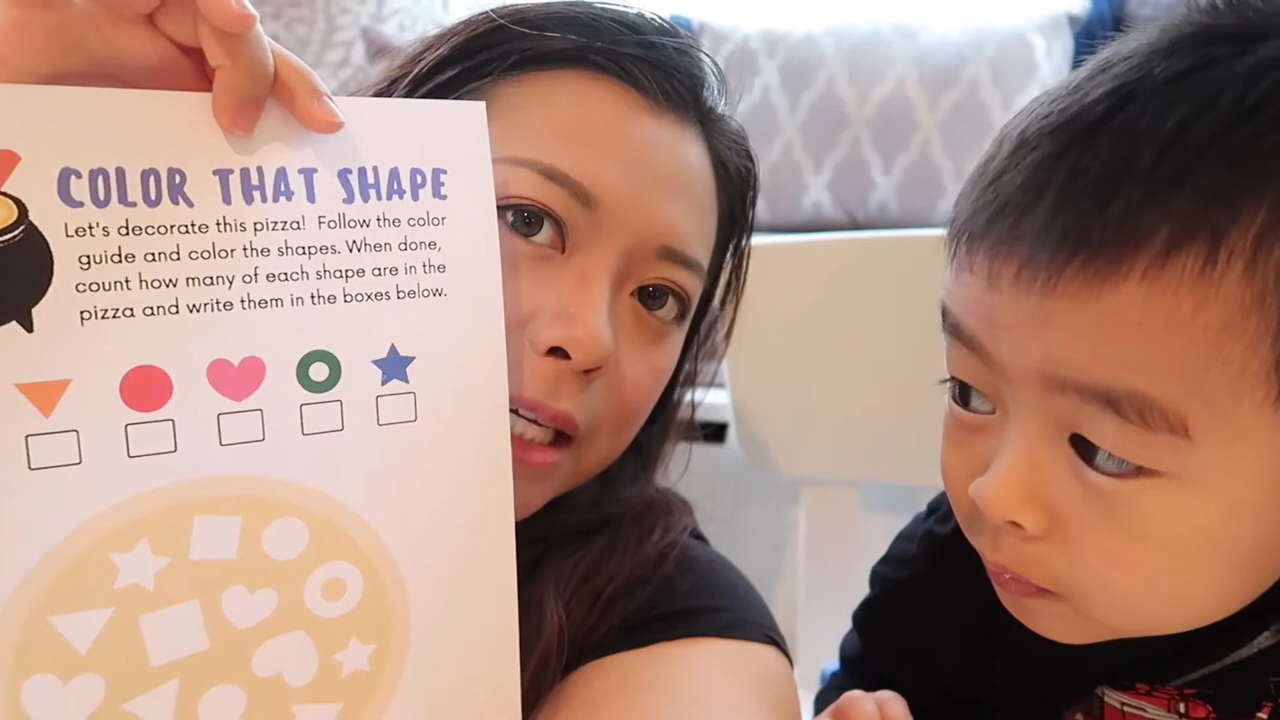 COLOR THAT SHAPE
Let's decorate this pizza! Follow the color
guide and color the shapes. When done,
count how many of each shape are in the
pizza and write them in the boxes below.